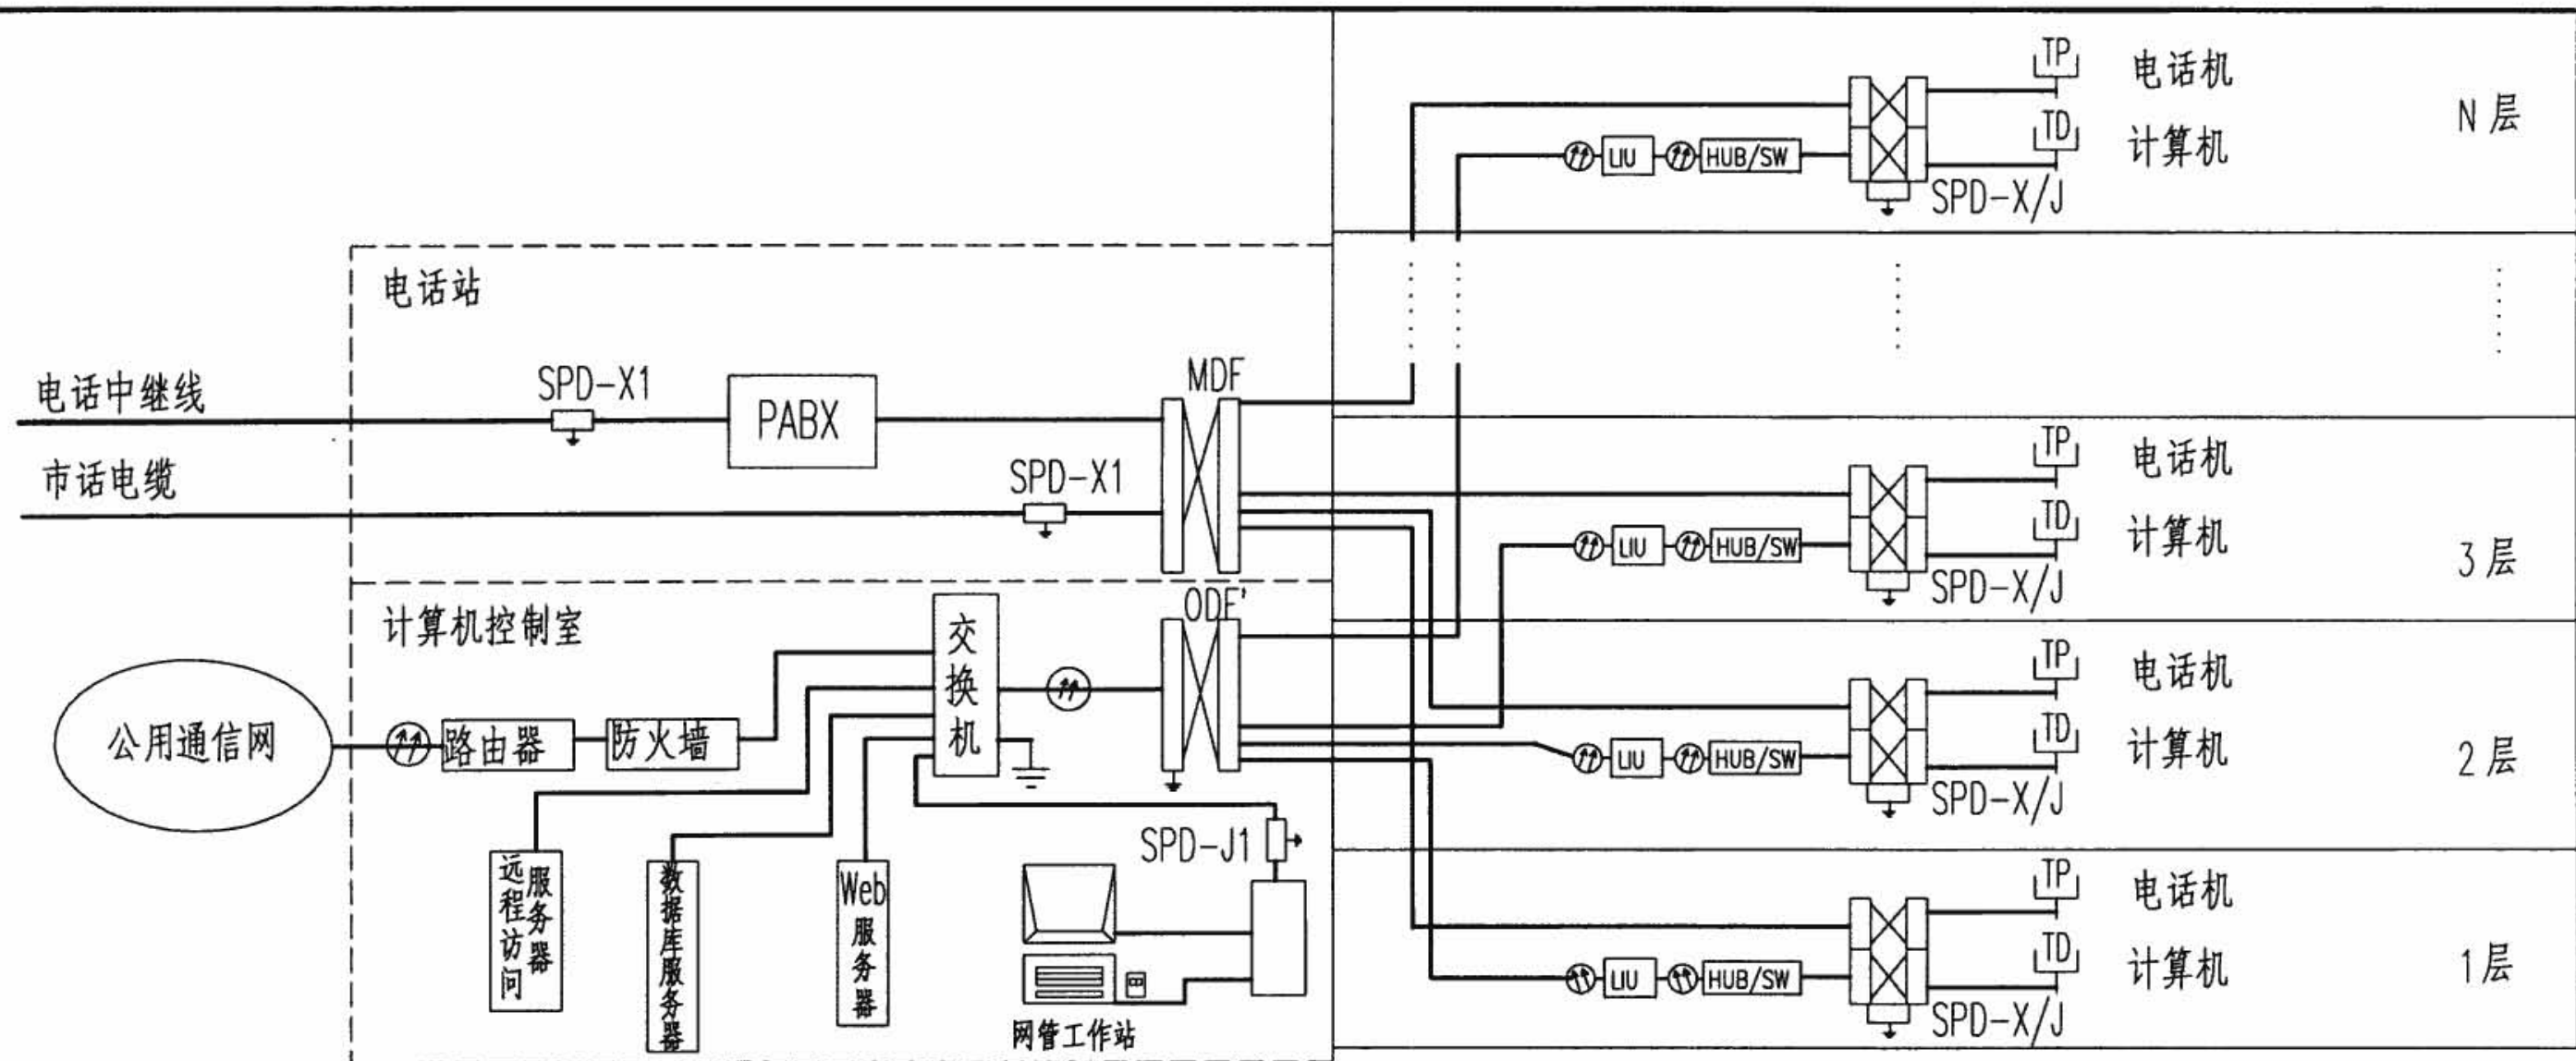 TP
电话机
N 层
TD
计算机
LIU
HUB/SW
SPD-X/J
电话站
电话中继线
SPD-X1
PABX
MDF
市话电缆
SPD-X1
TP
电话机
TD
计算机
LIU
HUB/SW
3 层
SPD-X/J
计算机控制室
交换机
ODF'
公用通信网
路由器
防火墙
TP
电话机
TD
计算机
LIU
HUB/SW
2 层
SPD-X/J
SPD-J1
远程访问
服务器
数据库服务器
Web
服务器
网管工作站
TP
电话机
TD
计算机
LIU
HUB/SW
1 层
SPD-X/J